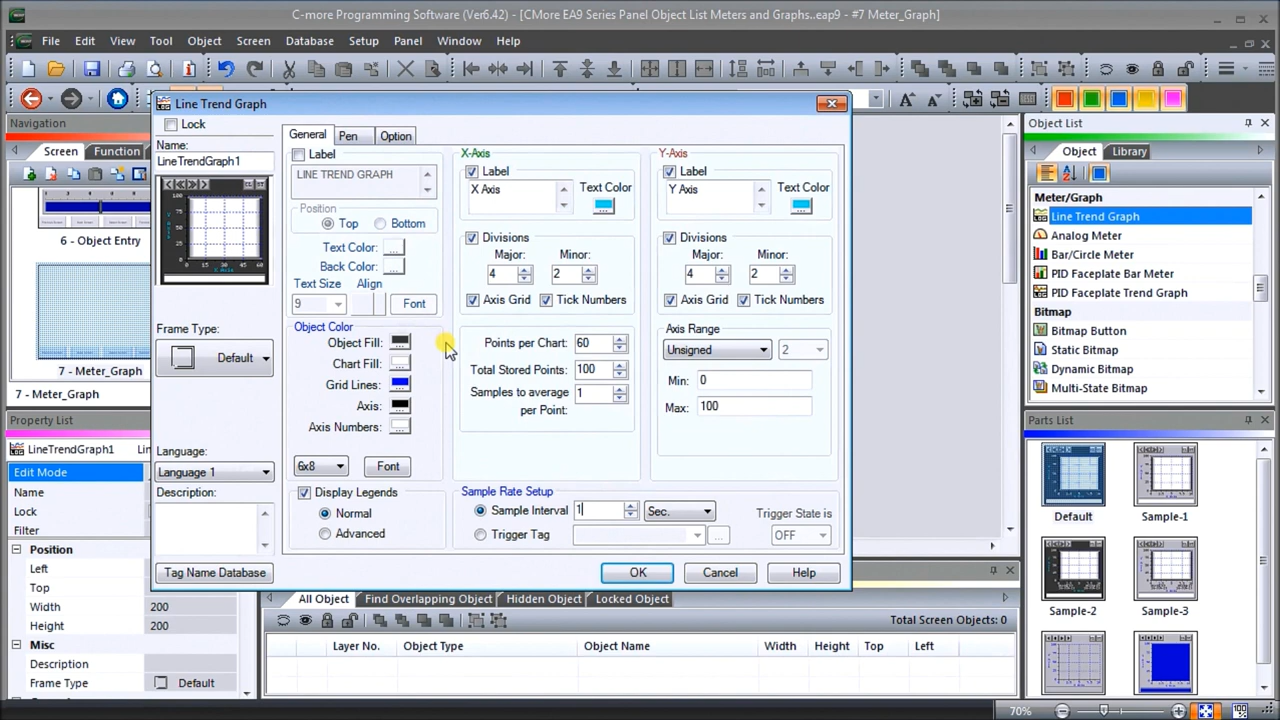 C-more Programming Software (Ver6.42) - [CMore EA9 Series Panel Object List Meters and Graphs..eap9 - #7 Meter_Graph]
File Edit View Tool Object Screen Database Setup Panel Window Help
Navigation
Screen Function
6 - Object Entry
7 - Meter_Graph
7 - Meter_Graph
Property List
LineTrendGraph1
Edit Mode
Name
Lock
Filter
Position
Left
Top
Width 200
Height 200
Misc
Description
Frame Type Default
Line Trend Graph
Lock
Name:
LineTrendGraph1
Frame Type:
Default
Language:
Language 1
Description:
Tag Name Database
General Pen Option
Label
LINE TREND GRAPH
Position
Top Bottom
Text Color: ...
Back Color: ...
Text Size Align
9 Font
Object Color
Object Fill:
Chart Fill:
Grid Lines:
Axis:
Axis Numbers:
6x8 Font
Display Legends
Normal
Advanced
X-Axis
Label
X Axis
Text Color
Divisions
Major: Minor:
4 2
Axis Grid Tick Numbers
Points per Chart: 60
Total Stored Points: 100
Samples to average
per Point: 1
Sample Rate Setup
Sample Interval 1 Sec.
Trigger Tag ...
Y-Axis
Label
Y Axis
Text Color
Divisions
Major: Minor:
4 2
Axis Grid Tick Numbers
Axis Range
Unsigned 2
Min: 0
Max: 100
Trigger State is
OFF
OK Cancel Help
All Object Find Overlapping Object Hidden Object Locked Object
Total Screen Objects: 0
Layer No. Object Type Object Name Width Height Top Left
Object List
Object Library
Meter/Graph
Line Trend Graph
Analog Meter
Bar/Circle Meter
PID Faceplate Bar Meter
PID Faceplate Trend Graph
Bitmap
Bitmap Button
Static Bitmap
Dynamic Bitmap
Multi-State Bitmap
Parts List
Default Sample-1
Sample-2 Sample-3
70%